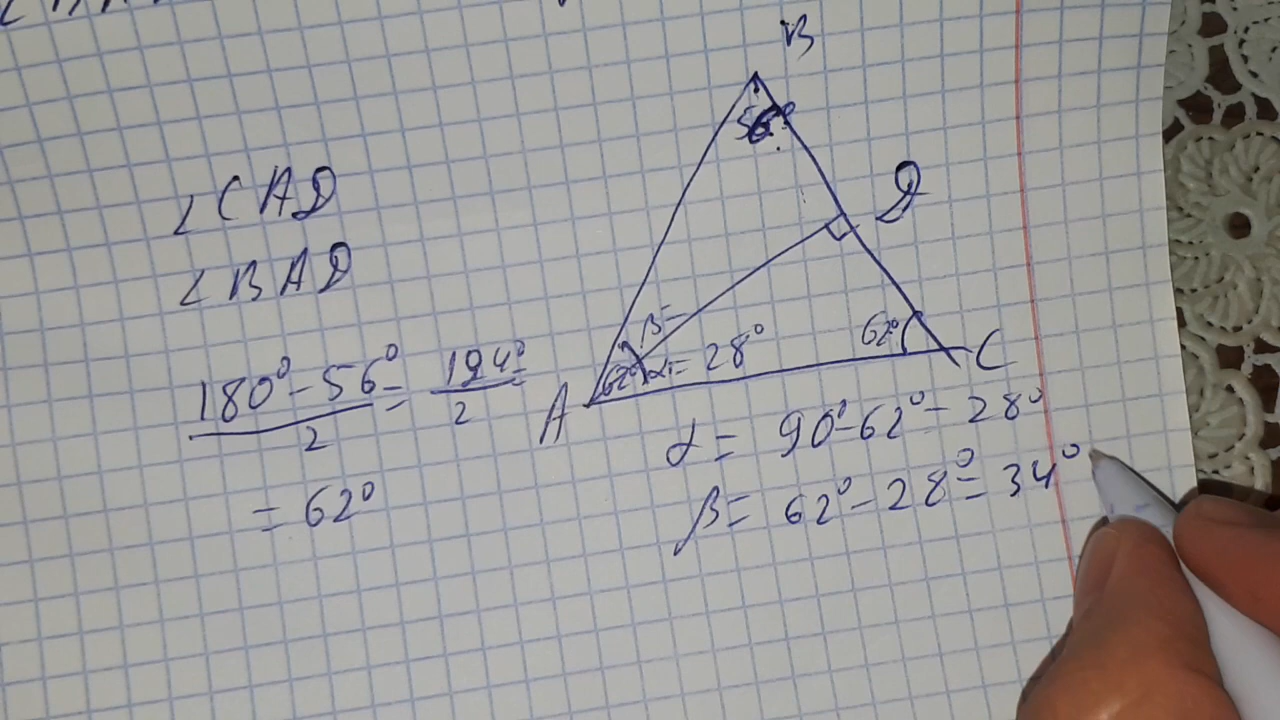 ∠CAD
∠BAD
180°-56° = 124° =
2 2
= 62°
B
56°
D
β=
62° α= 28°
62°
A
C
α = 90°-62° = 28°
β = 62°-28° = 34°